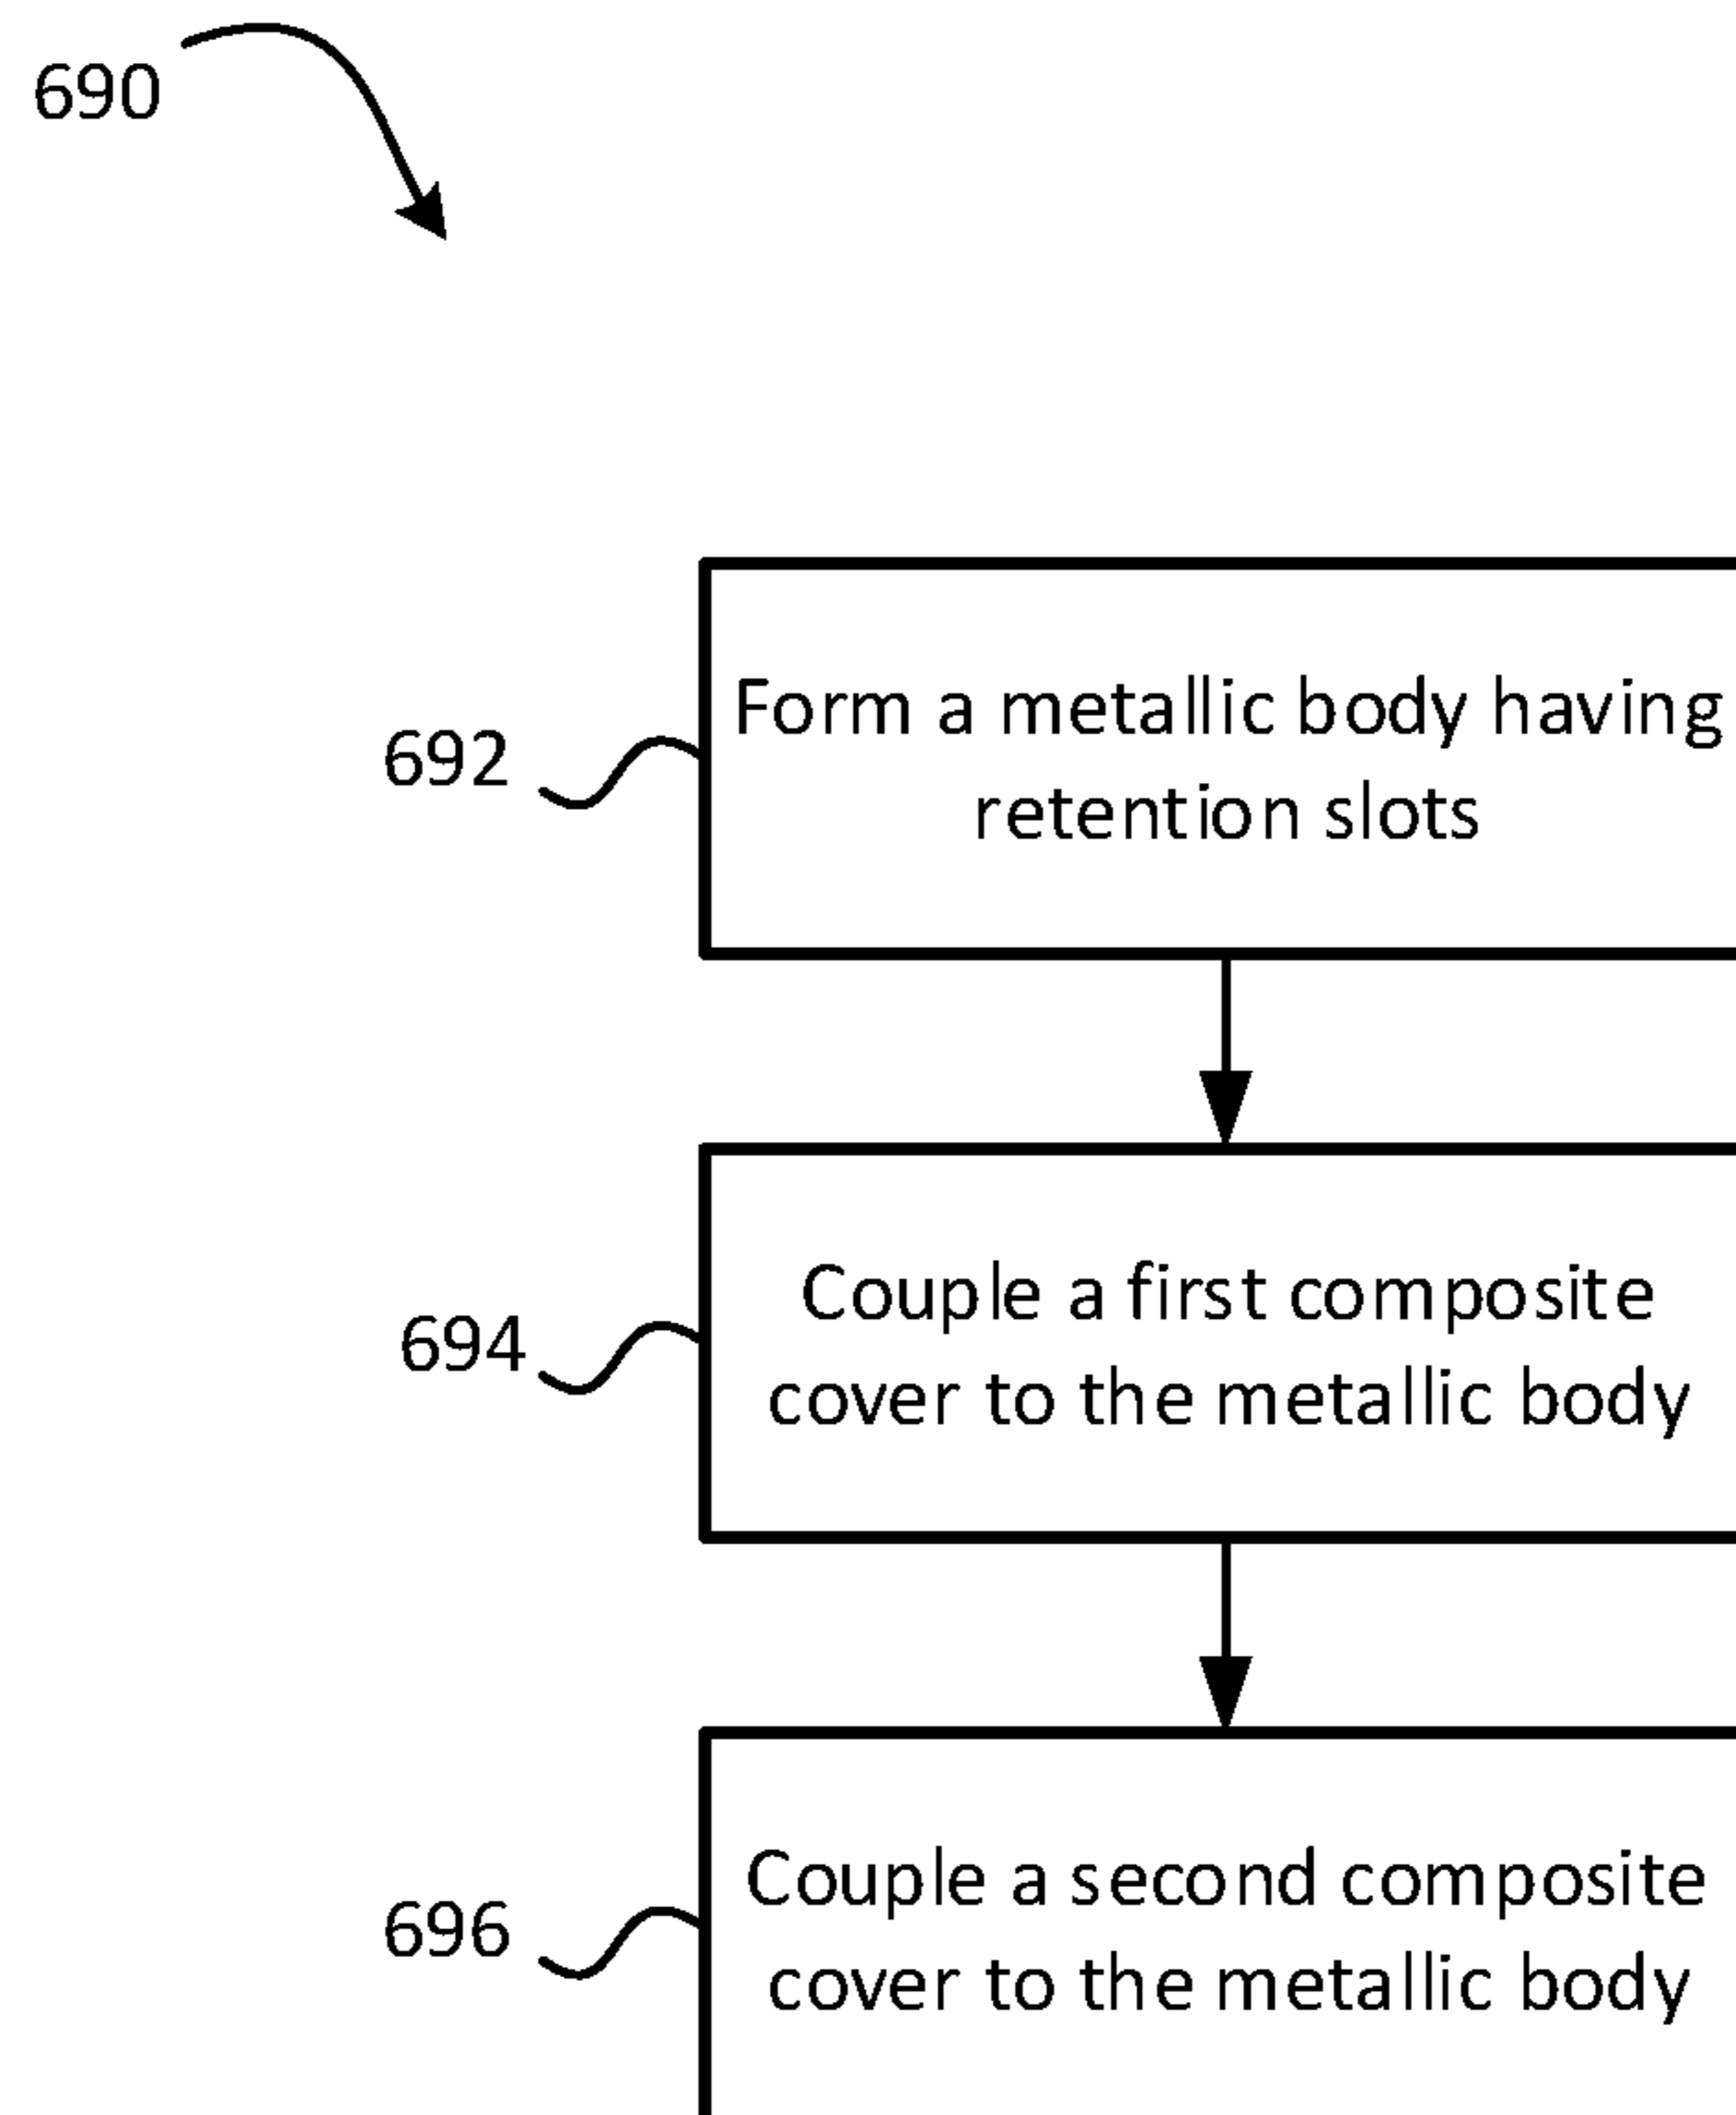 690
692
Form a metallic body having
retention slots
694
Couple a first composite
cover to the metallic body
696
Couple a second composite
cover to the metallic body